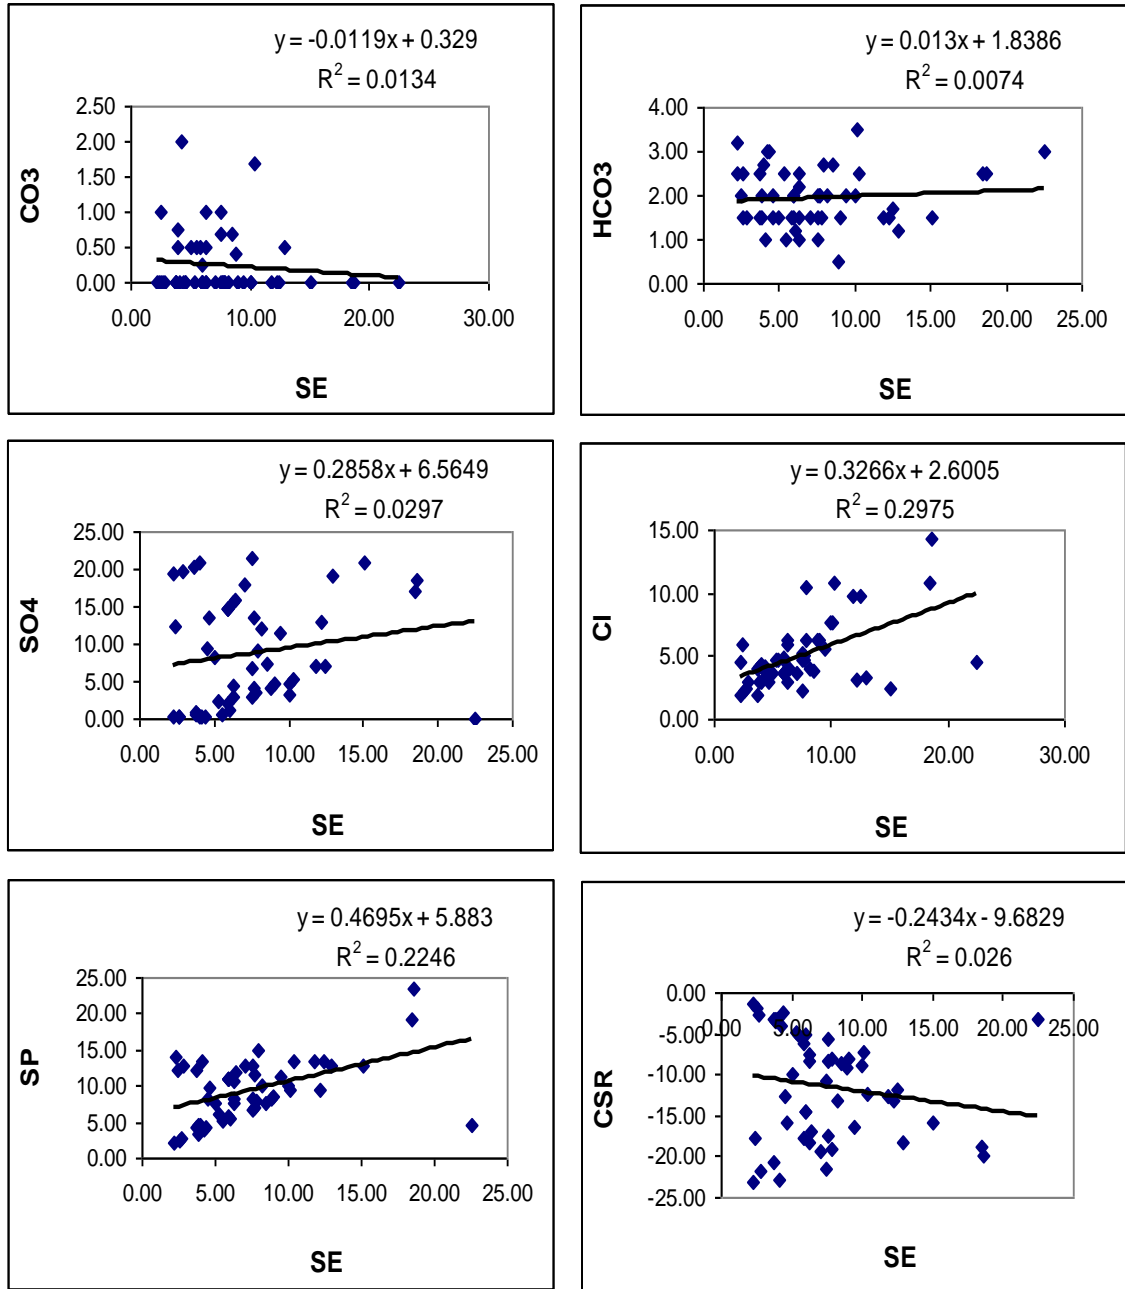 y = -0.0119x + 0.329
R² = 0.0134
2.50
2.00
1.50
1.00
0.50
0.00
CO3
0.00 10.00 20.00 30.00
SE
y = 0.013x + 1.8386
R² = 0.0074
4.00
3.00
2.00
1.00
0.00
HCO3
0.00 5.00 10.00 15.00 20.00 25.00
SE
y = 0.2858x + 6.5649
R² = 0.0297
25.00
20.00
15.00
10.00
5.00
0.00
SO4
0.00 5.00 10.00 15.00 20.00 25.00
SE
y = 0.3266x + 2.6005
R² = 0.2975
15.00
10.00
5.00
0.00
Cl
0.00 10.00 20.00 30.00
SE
y = 0.4695x + 5.883
R² = 0.2246
25.00
20.00
15.00
10.00
5.00
0.00
SP
0.00 5.00 10.00 15.00 20.00 25.00
SE
y = -0.2434x - 9.6829
R² = 0.026
0.00
-5.00
-10.00
-15.00
-20.00
-25.00
CSR
0.00 5.00 10.00 15.00 20.00 25.00
SE